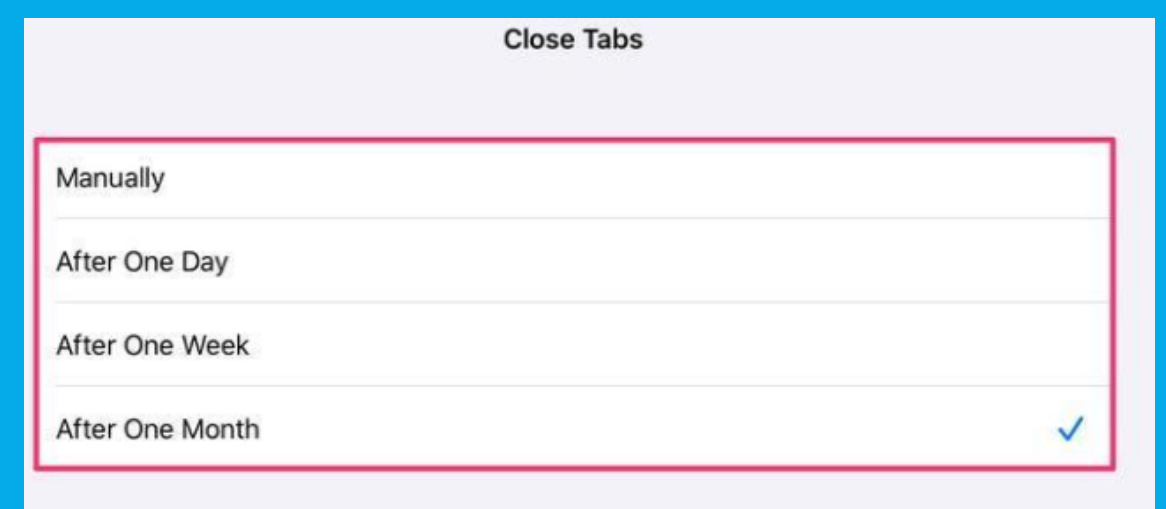 Close Tabs
Manually
After One Day
After One Week
After One Month